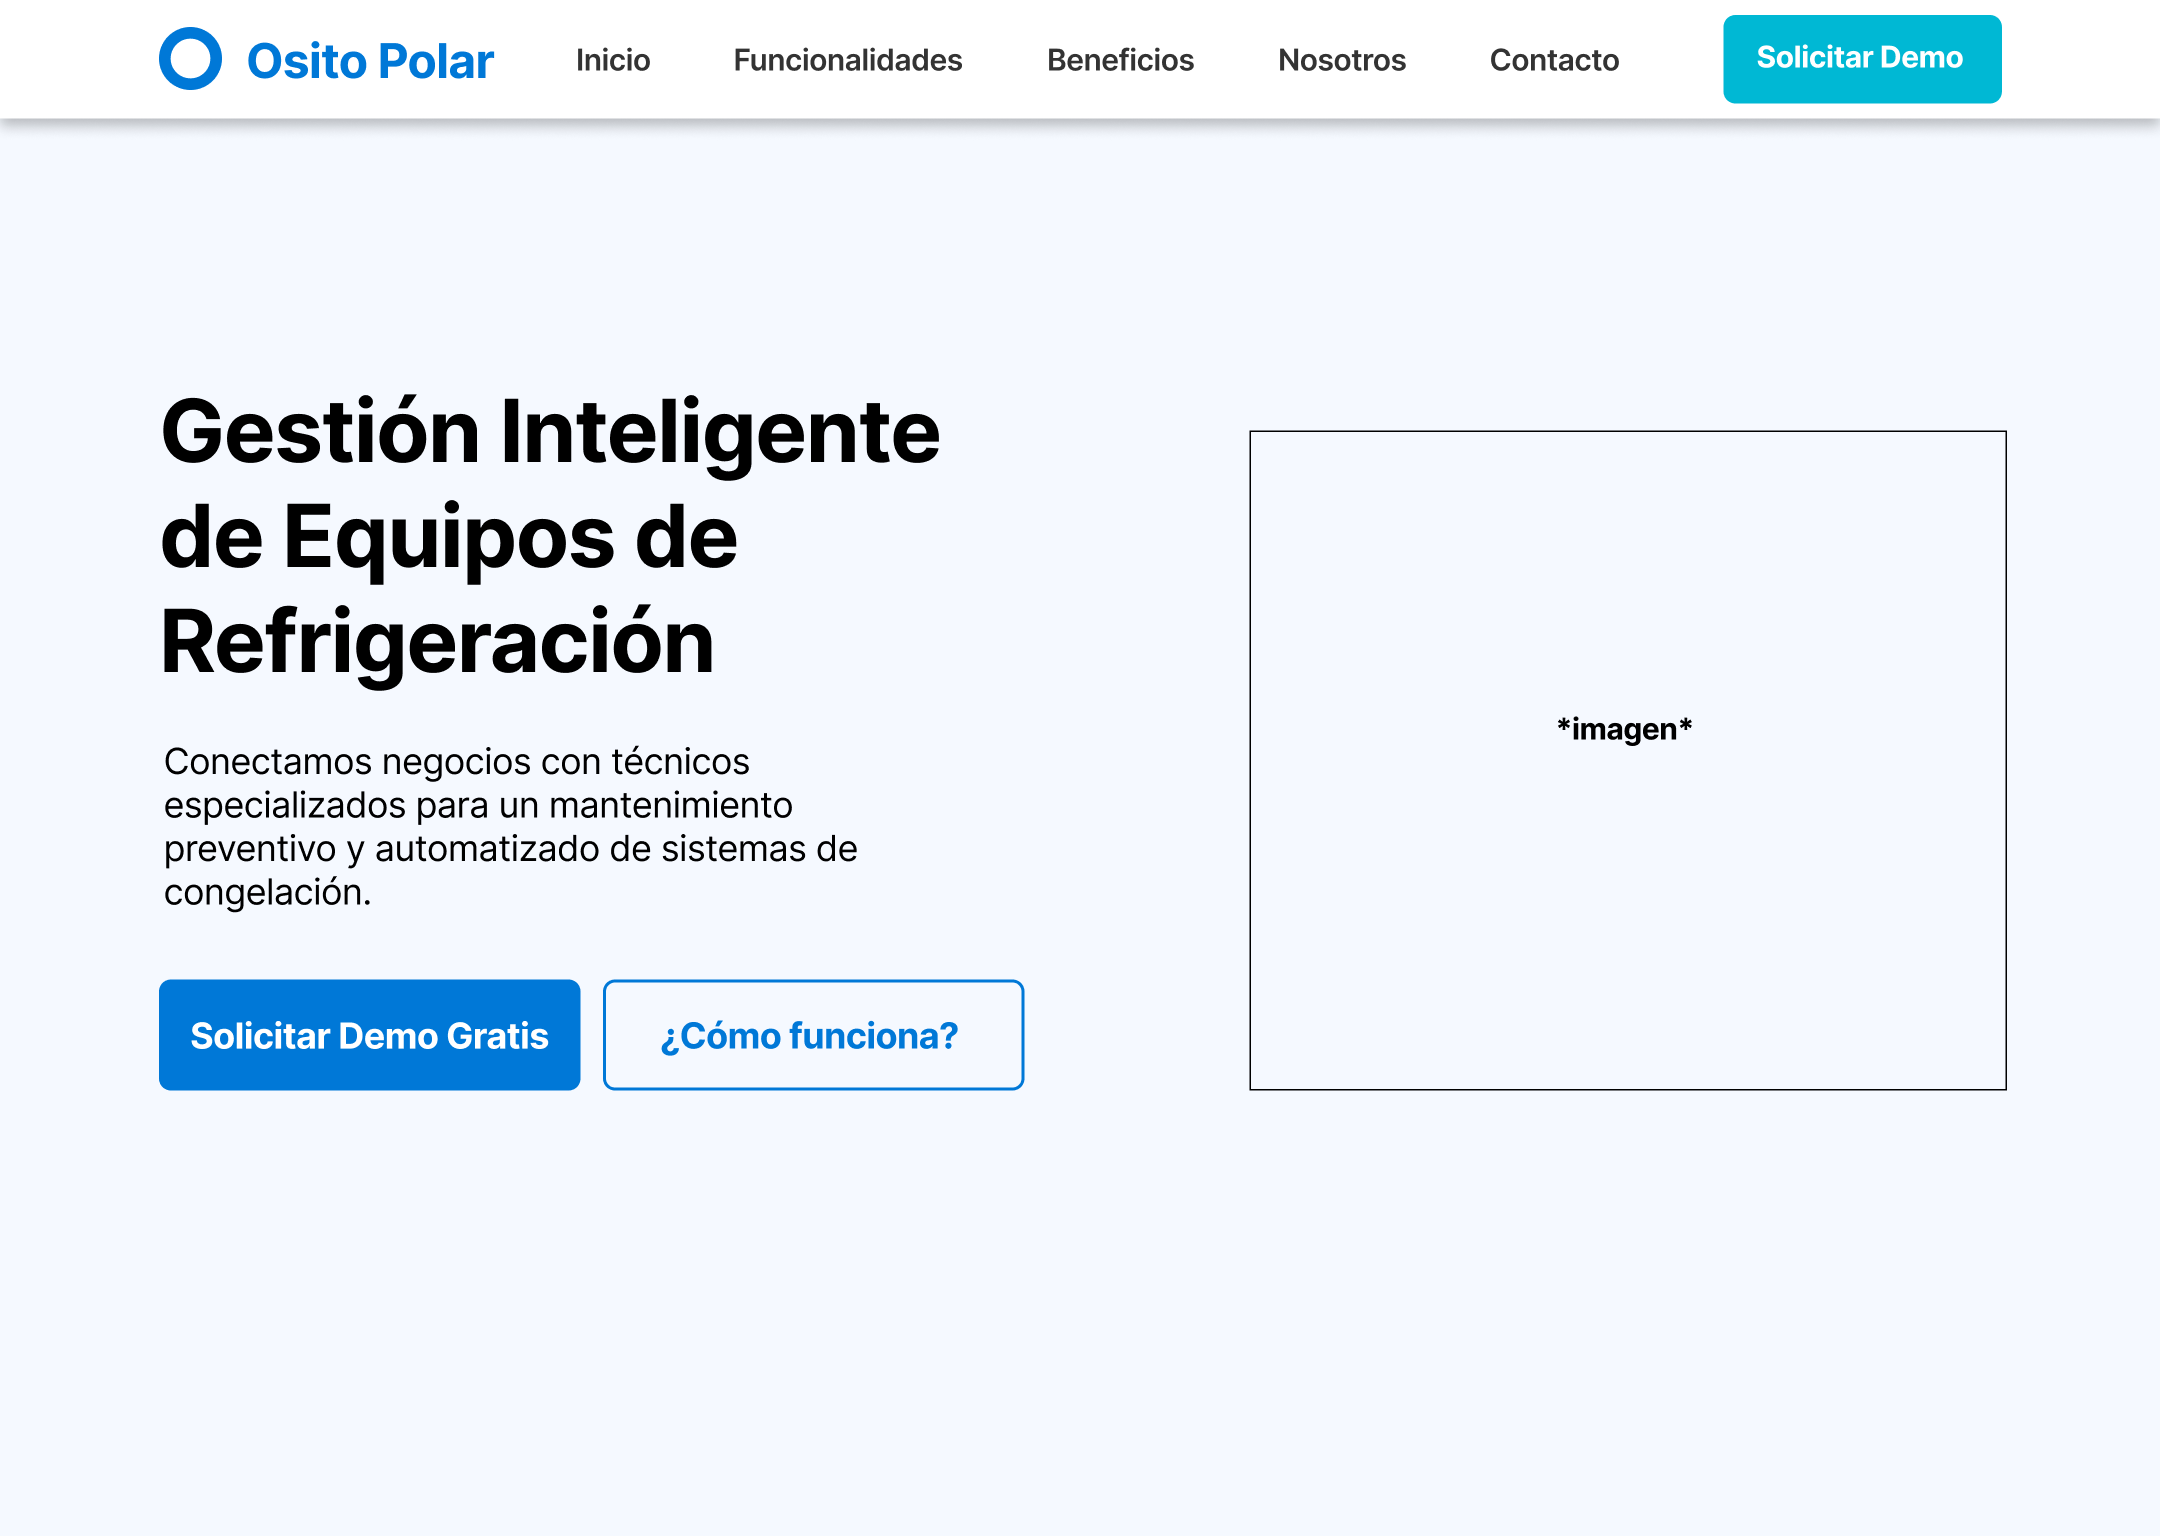 Osito Polar
Inicio
Funcionalidades
Beneficios
Nosotros
Contacto
Solicitar Demo
Gestión Inteligente
de Equipos de
Refrigeración
Conectamos negocios con técnicos
especializados para un mantenimiento
preventivo y automatizado de sistemas de
congelación.
*imagen*
Solicitar Demo Gratis
¿Cómo funciona?